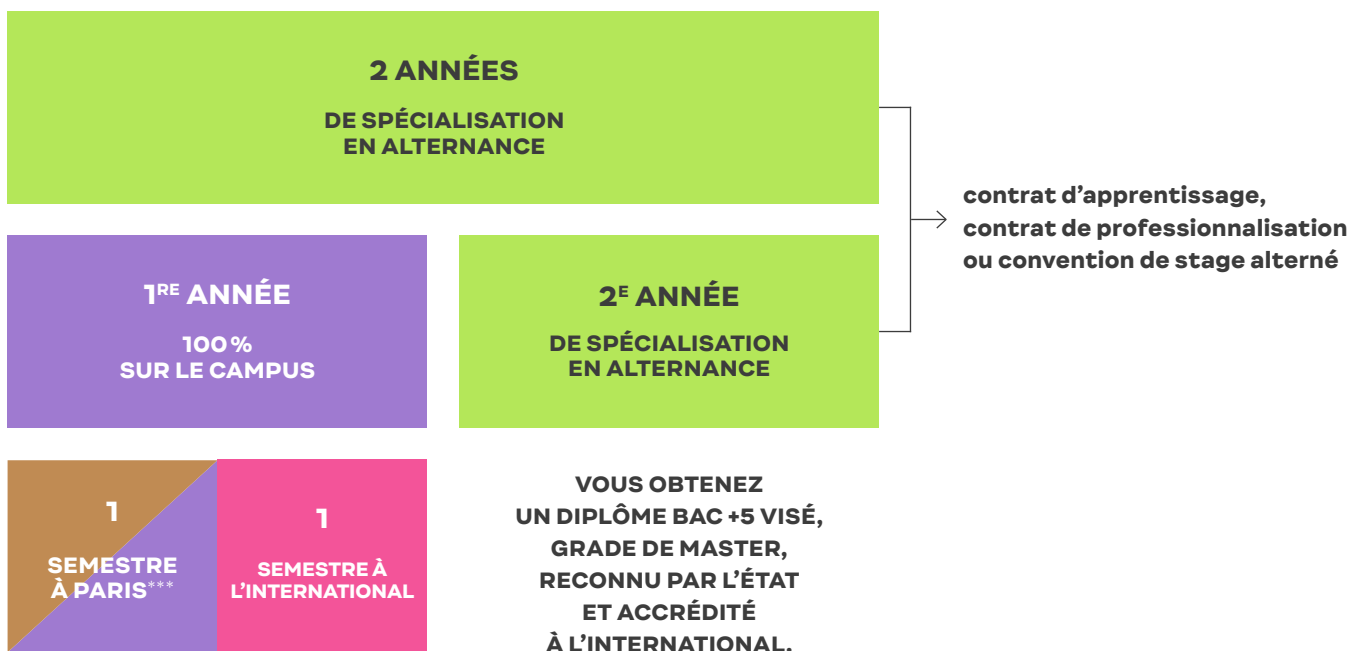 2 ANNÉES
DE SPÉCIALISATION
EN ALTERNANCE
contrat d’apprentissage,
contrat de professionnalisation
ou convention de stage alterné
1RE ANNÉE
100 %
SUR LE CAMPUS
2E ANNÉE
DE SPÉCIALISATION
EN ALTERNANCE
1
SEMESTRE
À PARIS***
1
SEMESTRE À
L’INTERNATIONAL
VOUS OBTENEZ
UN DIPLÔME BAC +5 VISÉ,
GRADE DE MASTER,
RECONNU PAR L’ÉTAT
ET ACCRÉDITÉ
À L’INTERNATIONAL.